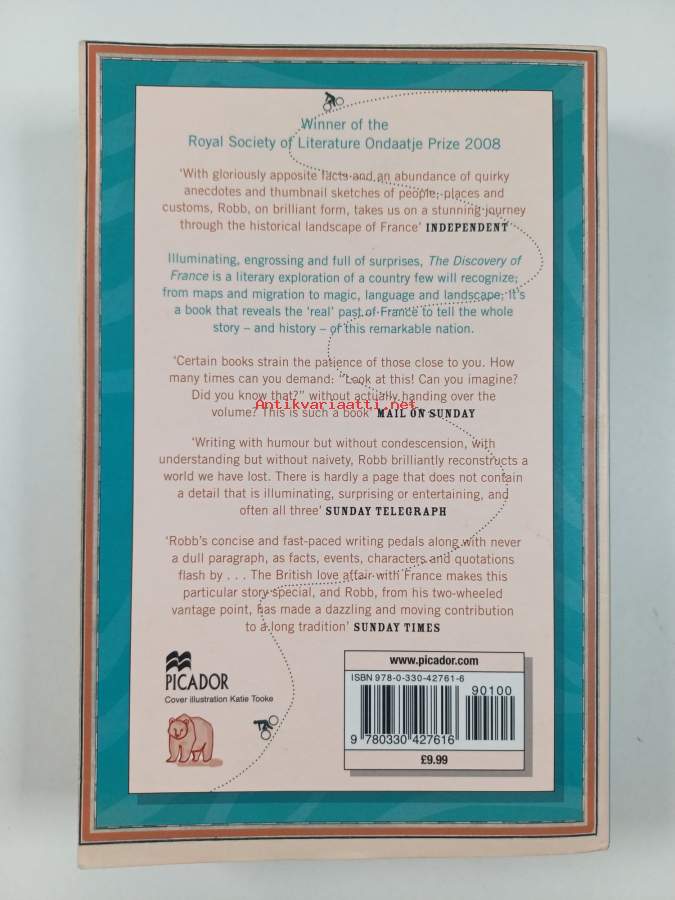 Winner of the
Royal Society of Literature Ondaatje Prize 2008
‘With gloriously apposite facts and an abundance of quirky
anecdotes and thumbnail sketches of people, places and
customs, Robb, on brilliant form, takes us on a stunning journey
through the historical landscape of France’ INDEPENDENT
Illuminating, engrossing and full of surprises, The Discovery of
France is a literary exploration of a country few will recognize;
from maps and migration to magic, language and landscape, it’s
a book that reveals the ‘real’ past of France to tell the whole
story – and history – of this remarkable nation.
‘Certain books strain the patience of those close to you. How
many times can you demand: “Look at this! Can you imagine?
Did you know that?” without actually handing over the
volume? This is such a book’ MAIL ON SUNDAY
Antikvariaatti.net
‘Writing with humour but without condescension, with
understanding but without naivety, Robb brilliantly reconstructs a
world we have lost. There is hardly a page that does not contain
a detail that is illuminating, surprising or entertaining, and
often all three’ SUNDAY TELEGRAPH
‘Robb’s concise and fast-paced writing pedals along with never
a dull paragraph, as facts, events, characters and quotations
flash by . . . The British love affair with France makes this
particular story special, and Robb, from his two-wheeled
vantage point, has made a dazzling and moving contribution
to a long tradition’ SUNDAY TIMES
PICADOR
Cover illustration Katie Tooke
www.picador.com
ISBN 978-0-330-42761-6
90100
9 780330 427616
£9.99